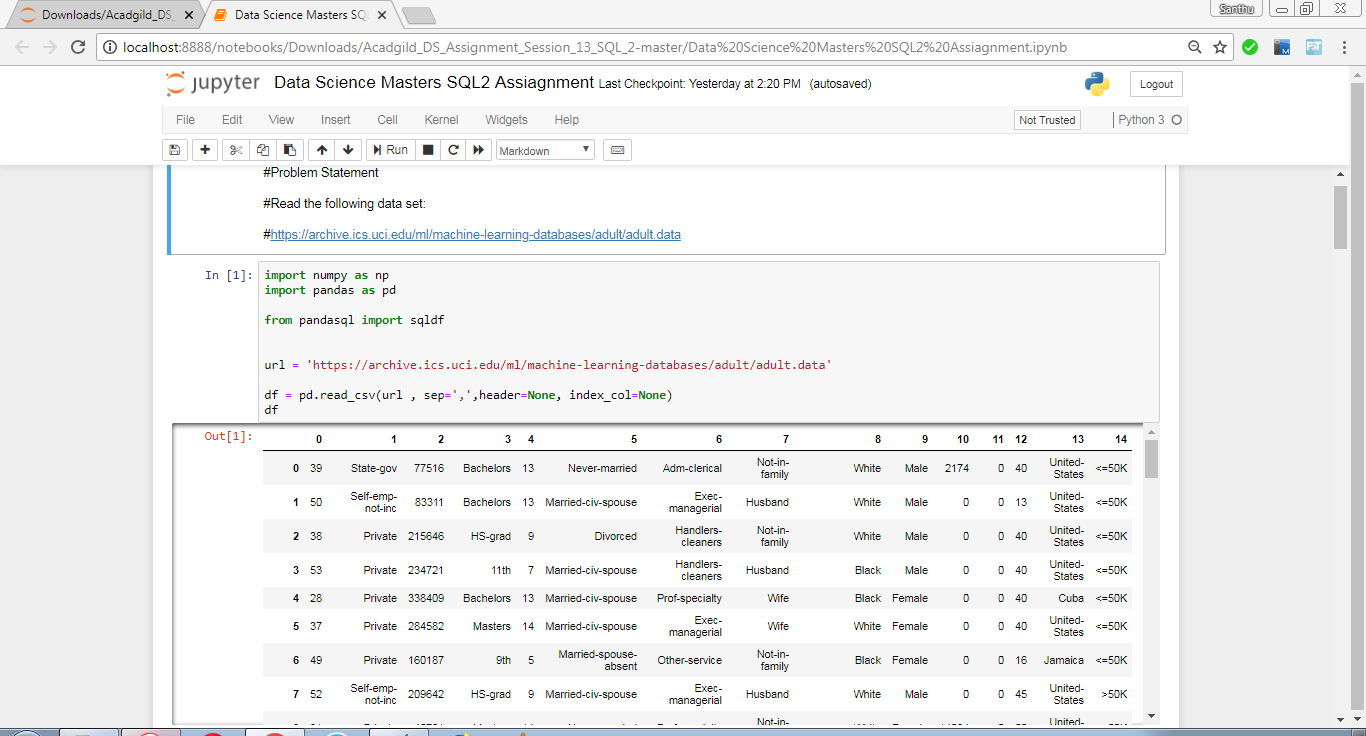 Downloads/Acadgild_DS_
Data Science Masters SQ
Santhu
localhost:8888/notebooks/Downloads/Acadgild_DS_Assignment_Session_13_SQL_2-master/Data%20Science%20Masters%20SQL2%20Assiagnment.ipynb
jupyter Data Science Masters SQL2 Assiagnment Last Checkpoint: Yesterday at 2:20 PM (autosaved)
Logout
File Edit View Insert Cell Kernel Widgets Help
Not Trusted
Python 3
Run
Markdown
#Problem Statement
#Read the following data set:
#https://archive.ics.uci.edu/ml/machine-learning-databases/adult/adult.data
In [1]:
import numpy as np
import pandas as pd
from pandasql import sqldf
url = 'https://archive.ics.uci.edu/ml/machine-learning-databases/adult/adult.data'
df = pd.read_csv(url , sep=',',header=None, index_col=None)
df
Out[1]:
0 1 2 3 4 5 6 7 8 9 10 11 12 13 14
0 39 State-gov 77516 Bachelors 13 Never-married Adm-clerical Not-in-family White Male 2174 0 40 United-States <=50K
1 50 Self-emp-not-inc 83311 Bachelors 13 Married-civ-spouse Exec-managerial Husband White Male 0 0 13 United-States <=50K
2 38 Private 215646 HS-grad 9 Divorced Handlers-cleaners Not-in-family White Male 0 0 40 United-States <=50K
3 53 Private 234721 11th 7 Married-civ-spouse Handlers-cleaners Husband Black Male 0 0 40 United-States <=50K
4 28 Private 338409 Bachelors 13 Married-civ-spouse Prof-specialty Wife Black Female 0 0 40 Cuba <=50K
5 37 Private 284582 Masters 14 Married-civ-spouse Exec-managerial Wife White Female 0 0 40 United-States <=50K
6 49 Private 160187 9th 5 Married-spouse-absent Other-service Not-in-family Black Female 0 0 16 Jamaica <=50K
7 52 Self-emp-not-inc 209642 HS-grad 9 Married-civ-spouse Exec-managerial Husband White Male 0 0 45 United-States >50K
Not-in- United-